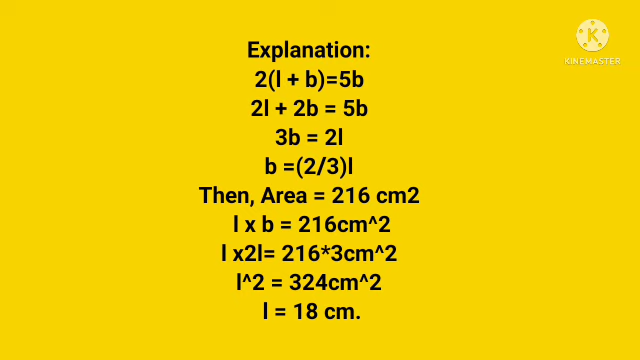 KINEMASTER
Explanation:
2(l + b)=5b
2l + 2b = 5b
3b = 2l
b =(2/3)l
Then, Area = 216 cm2
l x b = 216cm^2
l x2l= 216*3cm^2
l^2 = 324cm^2
l = 18 cm.